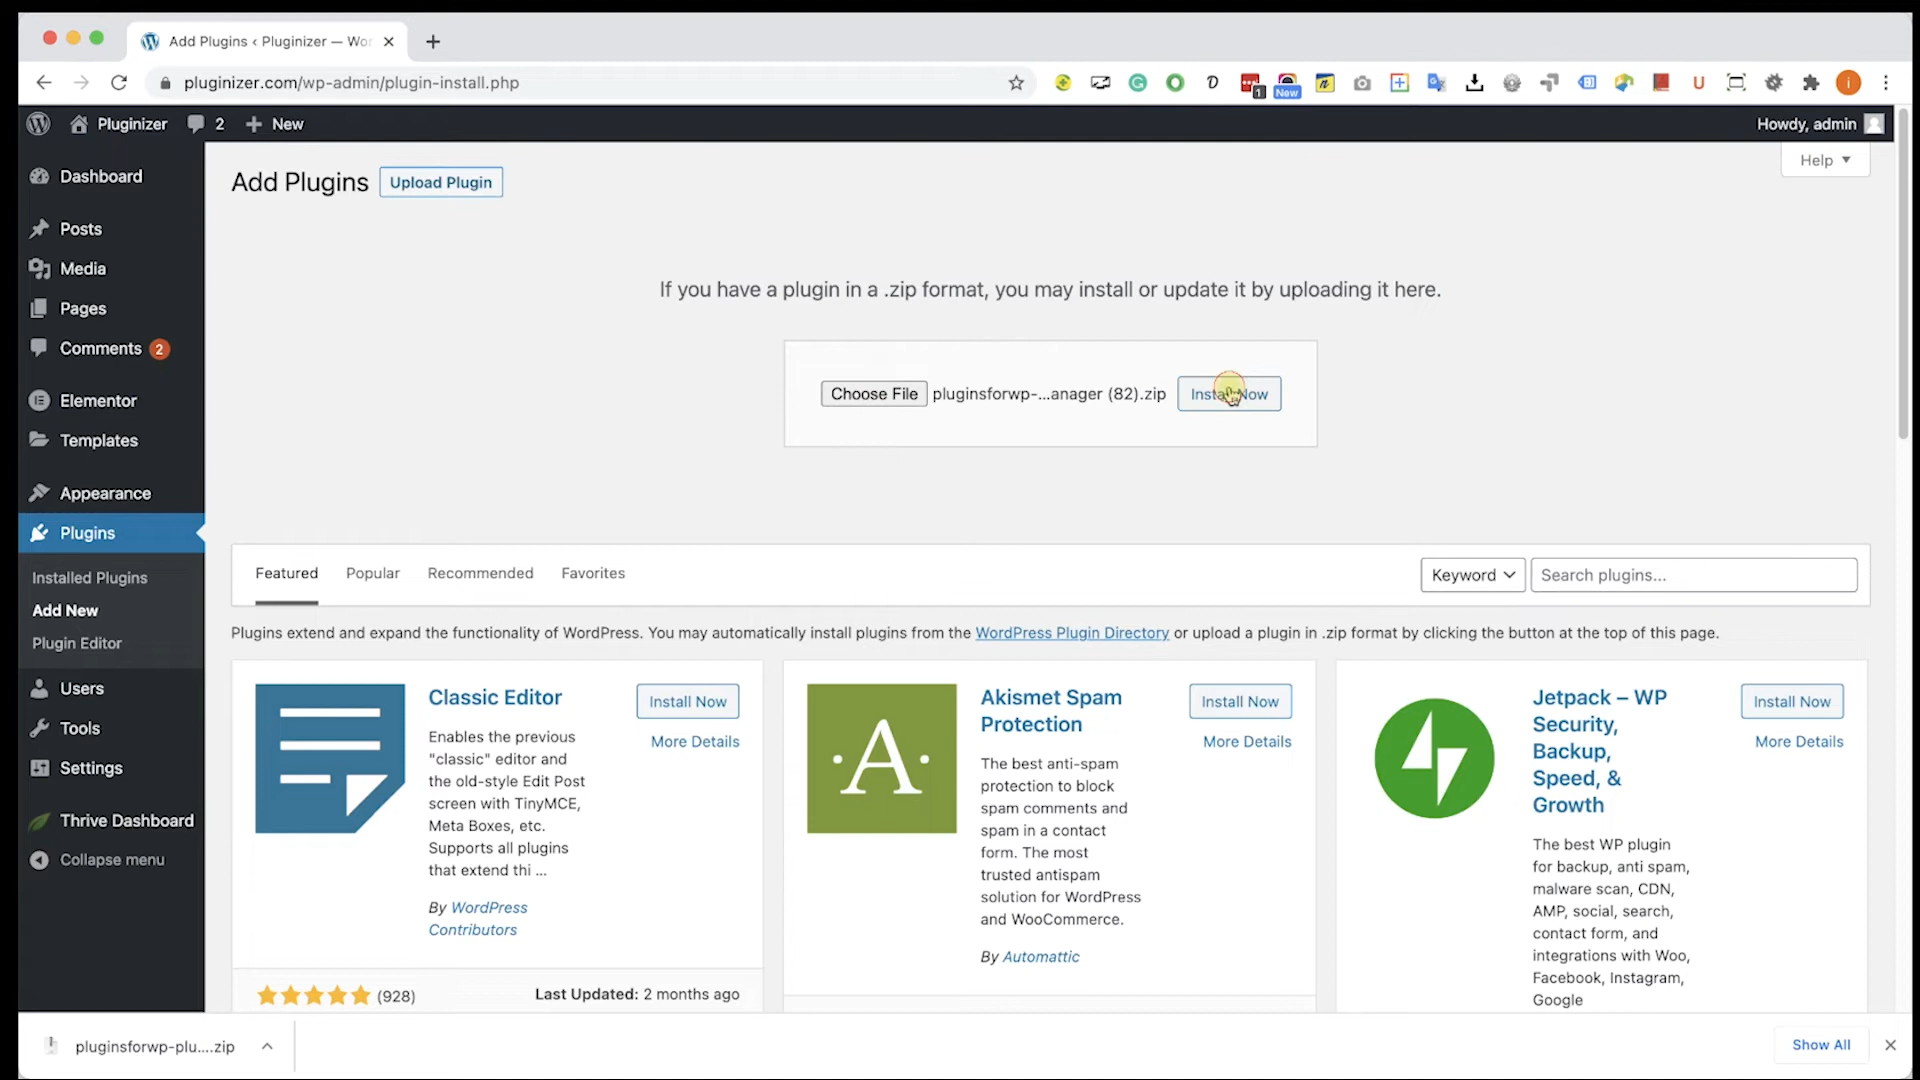 Add Plugins ‹ Pluginizer — Wor
pluginizer.com/wp-admin/plugin-install.php
1
New
n
U
i
Pluginizer
2
New
Howdy, admin
Dashboard
Posts
Media
Pages
Comments 2
Elementor
Templates
Appearance
Plugins
Installed Plugins
Add New
Plugin Editor
Users
Tools
Settings
Thrive Dashboard
Collapse menu
Help
Add Plugins
Upload Plugin
If you have a plugin in a .zip format, you may install or update it by uploading it here.
Choose File pluginsforwp-...anager (82).zip Install Now
Featured Popular Recommended Favorites
Keyword Search plugins...
Plugins extend and expand the functionality of WordPress. You may automatically install plugins from the WordPress Plugin Directory or upload a plugin in .zip format by clicking the button at the top of this page.
Classic Editor
Install Now
More Details
Enables the previous
"classic" editor and
the old-style Edit Post
screen with TinyMCE,
Meta Boxes, etc.
Supports all plugins
that extend thi ...
By WordPress
Contributors
(928)
Last Updated: 2 months ago
A
Akismet Spam
Protection
Install Now
More Details
The best anti-spam
protection to block
spam comments and
spam in a contact
form. The most
trusted antispam
solution for WordPress
and WooCommerce.
By Automattic
Jetpack – WP
Security,
Backup,
Speed, &
Growth
Install Now
More Details
The best WP plugin
for backup, anti spam,
malware scan, CDN,
AMP, social, search,
contact form, and
integrations with Woo,
Facebook, Instagram,
Google
pluginsforwp-plu....zip
Show All